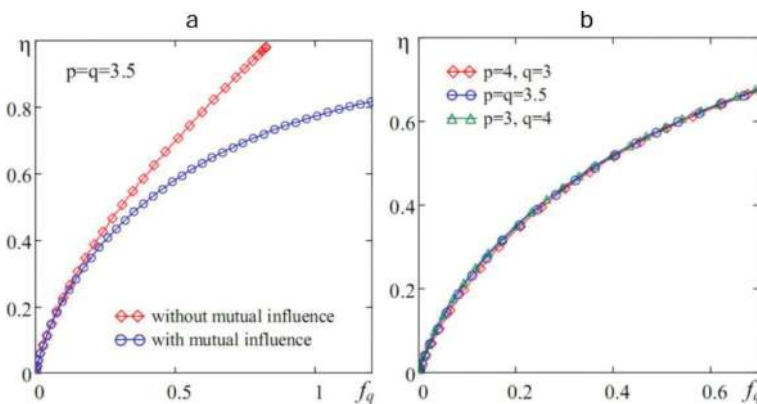 a
η
p=q=3.5
0.8
0.6
0.4
0.2
0
without mutual influence
with mutual influence
0
0.5
1
f_q
b
η
p=4, q=3
p=q=3.5
p=3, q=4
0.6
0.4
0.2
0
0
0.2
0.4
0.6
f_q